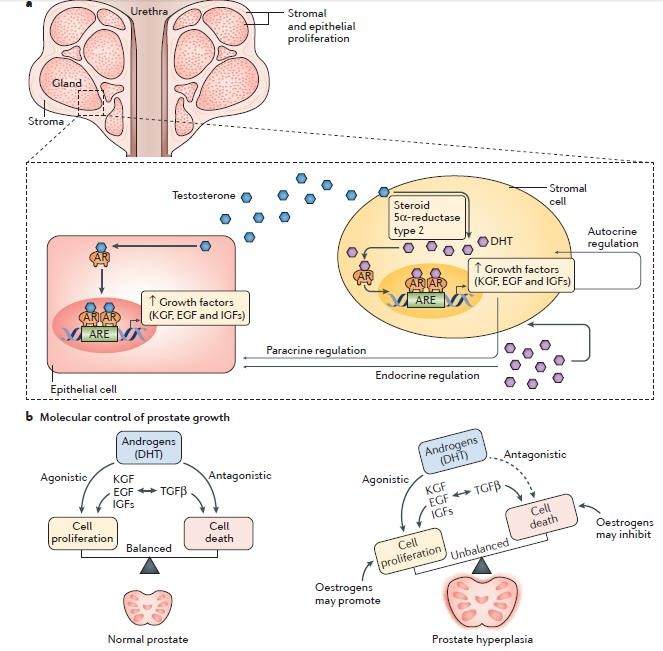 a
Urethra
Stromal
and epithelial
proliferation
Gland
Stroma
Testosterone
Steroid
5α-reductase
type 2
Stromal
cell
DHT
Autocrine
regulation
AR
AR
↑ Growth factors
(KGF, EGF and IGFs)
AR AR
ARE
↑ Growth factors
(KGF, EGF and IGFs)
AR AR
ARE
Paracrine regulation
Endocrine regulation
Epithelial cell
b Molecular control of prostate growth
Androgens
(DHT)
Agonistic
Antagonistic
KGF
EGF
IGFs
TGFβ
Cell
proliferation
Cell
death
Balanced
Normal prostate
Androgens
(DHT)
Antagonistic
Agonistic
KGF
EGF
IGFs
TGFβ
Cell
death
Oestrogens
may inhibit
Cell
proliferation
Unbalanced
Oestrogens
may promote
Prostate hyperplasia